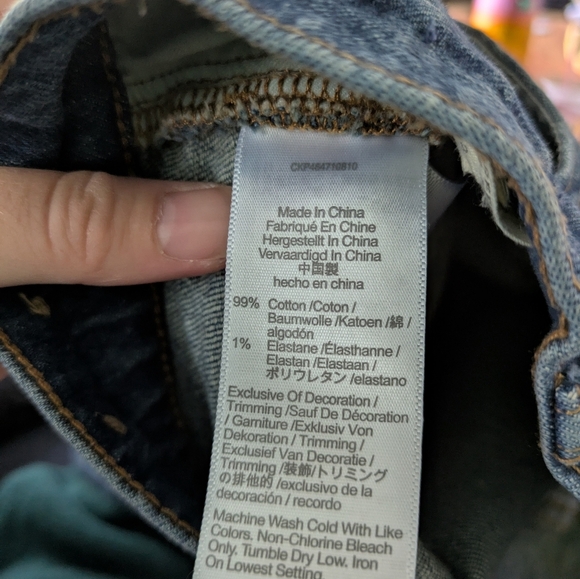 CKP464710810
Made In China
Fabriqué En Chine
Hergestellt In China
Vervaardigd In China
中国製
hecho en china
99% Cotton /Coton /
Baumwolle /Katoen /綿 /
algodón
1% Elastane /Élasthanne /
Elastan /Elastaan /
ポリウレタン /elastano
Exclusive Of Decoration /
Trimming /Sauf De Décoration
/ Garniture /Exklusiv Von
Dekoration / Trimming /
Exclusief Van Decoratie /
Trimming /装飾/トリミング
の排他的 /exclusivo de la
decoración / recordo
Machine Wash Cold With Like
Colors. Non-Chlorine Bleach
Only. Tumble Dry Low. Iron
On Lowest Setting